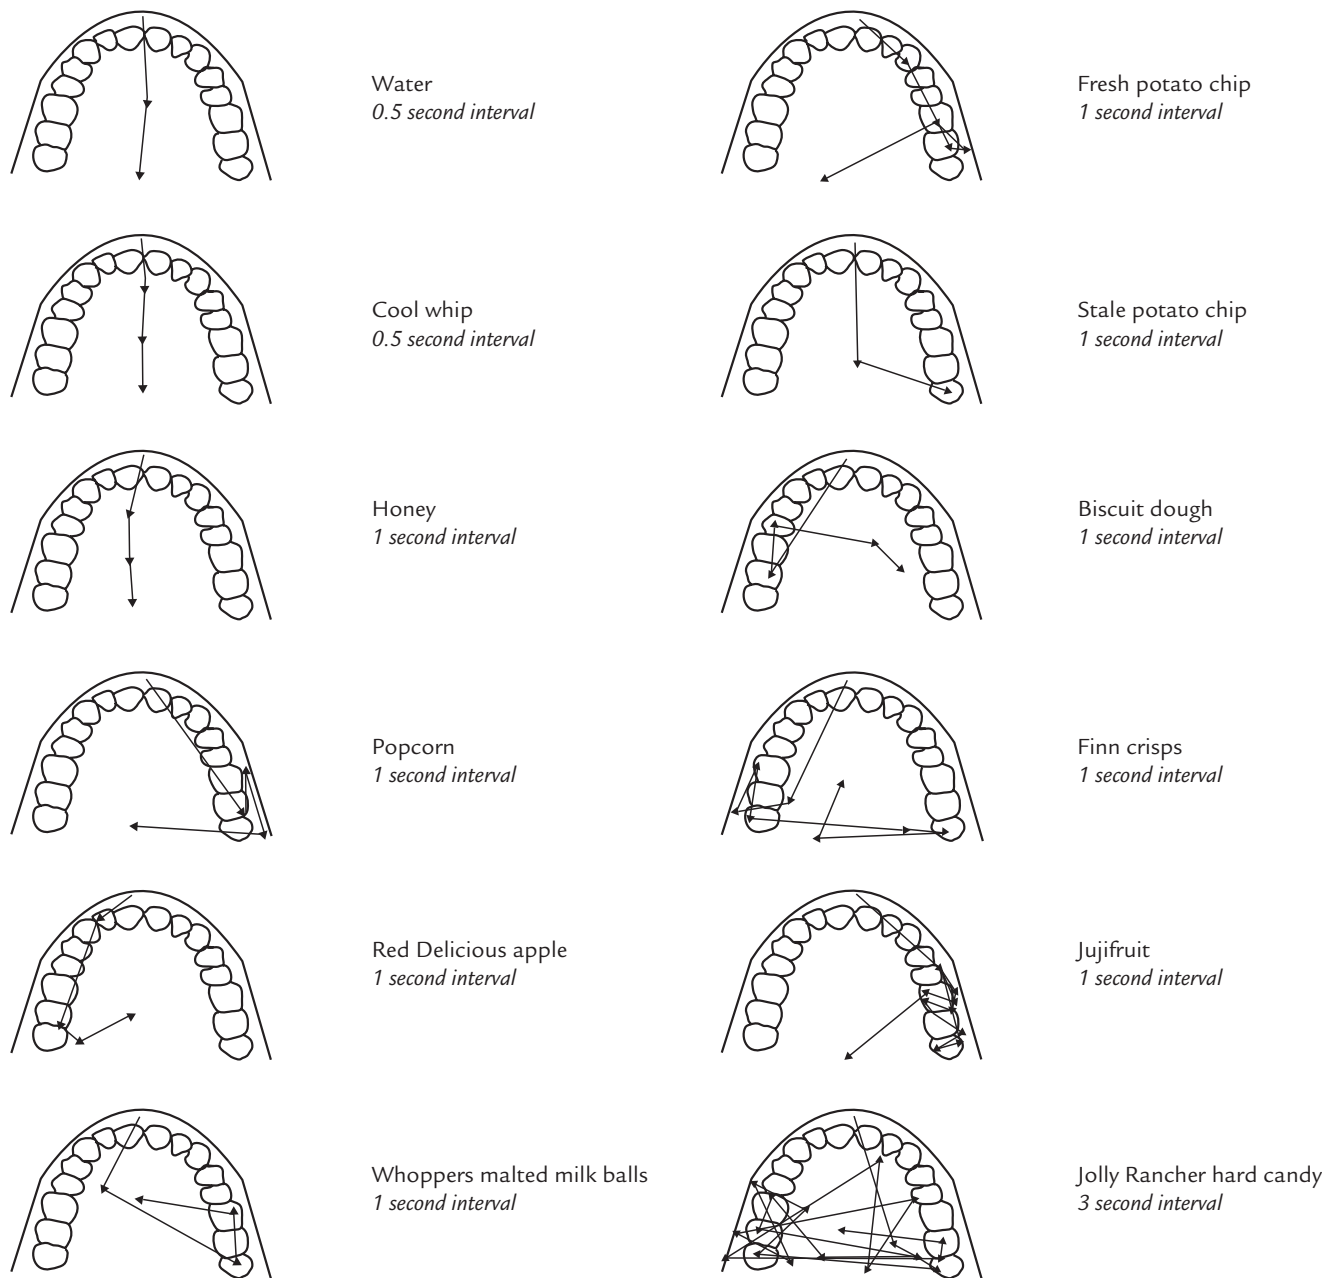 Water
0.5 second interval
Fresh potato chip
1 second interval
Cool whip
0.5 second interval
Stale potato chip
1 second interval
Honey
1 second interval
Biscuit dough
1 second interval
Popcorn
1 second interval
Finn crisps
1 second interval
Red Delicious apple
1 second interval
Jujifruit
1 second interval
Whoppers malted milk balls
1 second interval
Jolly Rancher hard candy
3 second interval